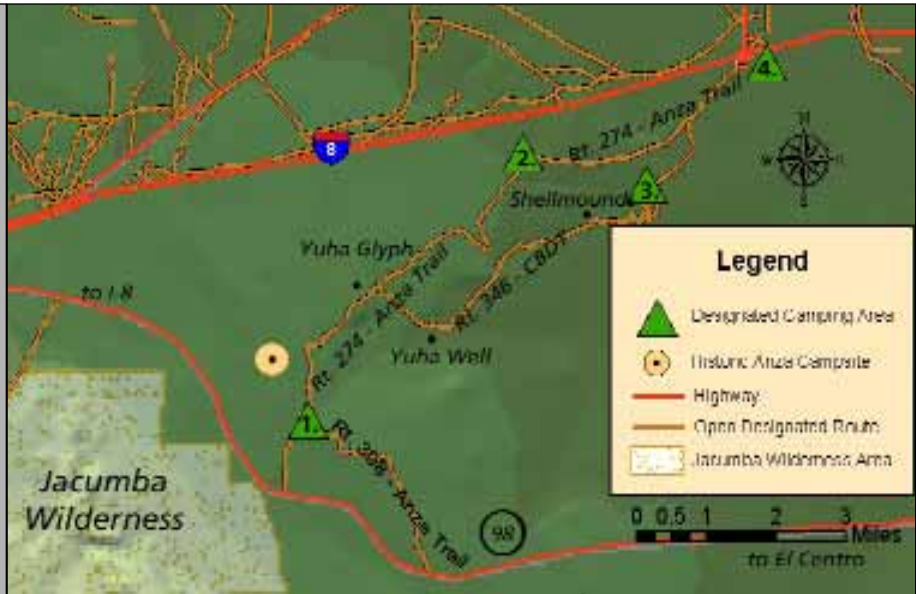 4.
8
2.
Rt. 274 - Anza Trail
3.
Shellmounds
N
W
Yuha Glyph
Rt. 274 - Anza Trail
Rt. 346 - CBDT
to I-8
Yuha Well
1.
Rt. 308 - Anza Trail
Jacumba
Wilderness
98
Legend
Designated Camping Area
Historic Anza Campsite
Highway
Open Designated Route
Jacumba Wilderness Area
0 0.5 1 2 3
Miles
to El Centro